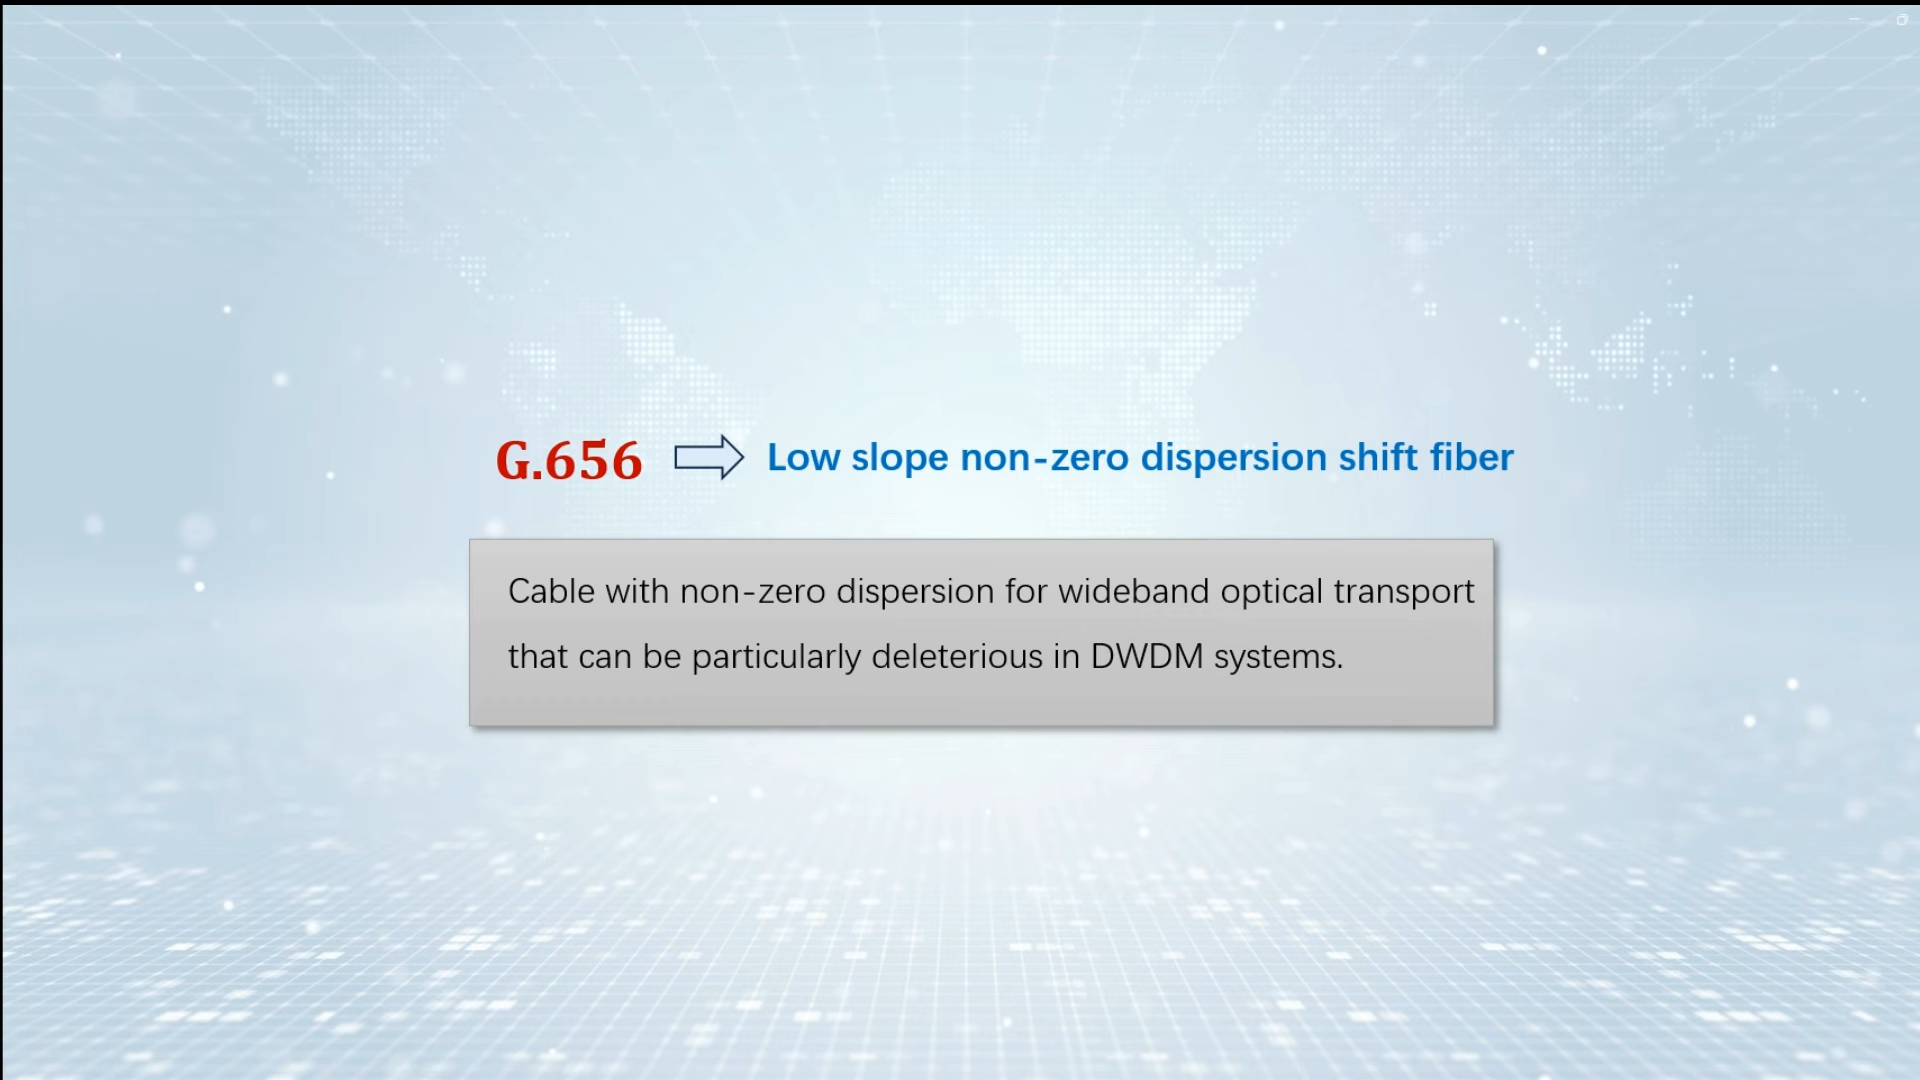 G.656 Low slope non-zero dispersion shift fiber
Cable with non-zero dispersion for wideband optical transport
that can be particularly deleterious in DWDM systems.